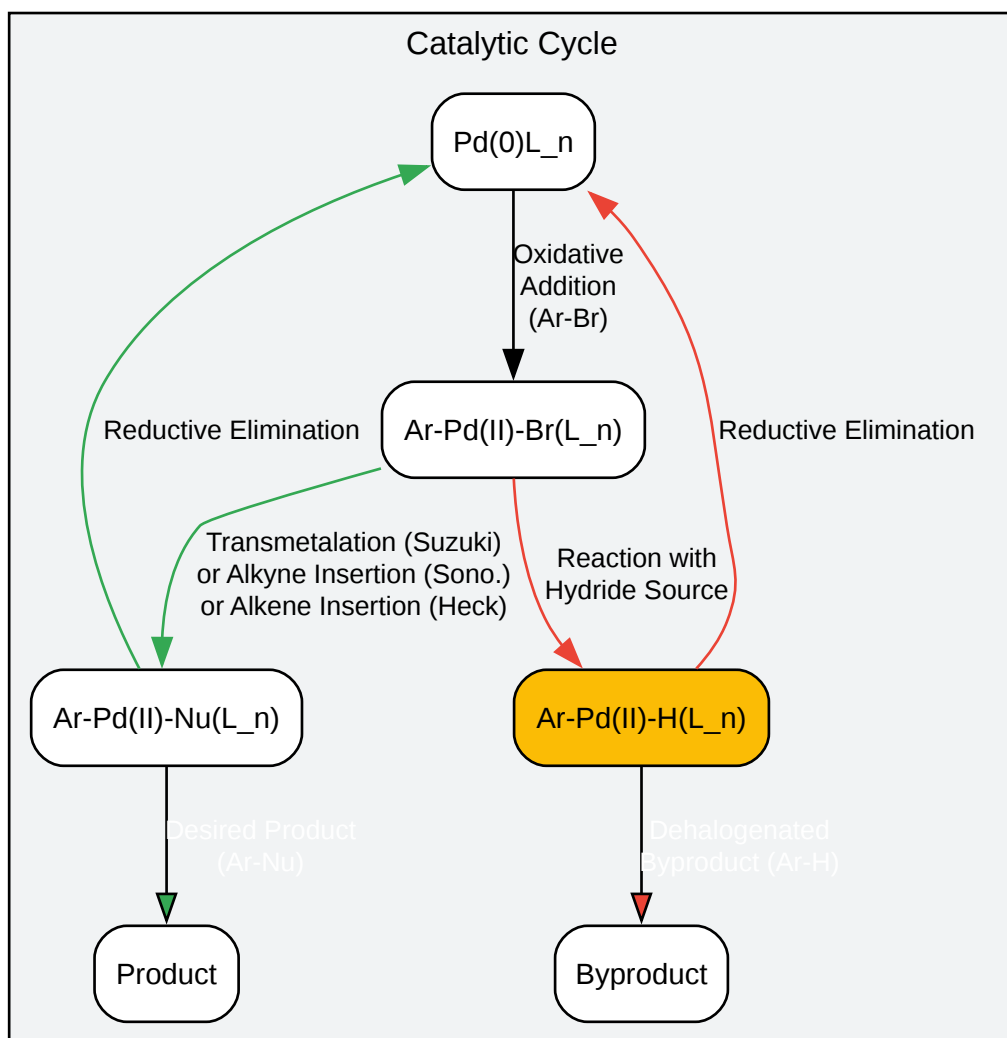 Catalytic Cycle
Pd(0)L_n
Oxidative
Addition
(Ar-Br)
Ar-Pd(II)-Br(L_n)
Reductive Elimination
Reductive Elimination
Transmetalation (Suzuki)
or Alkyne Insertion (Sono.)
or Alkene Insertion (Heck)
Reaction with
Hydride Source
Ar-Pd(II)-Nu(L_n)
Ar-Pd(II)-H(L_n)
Desired Product
(Ar-Nu)
Dehalogenated
Byproduct (Ar-H)
Product
Byproduct